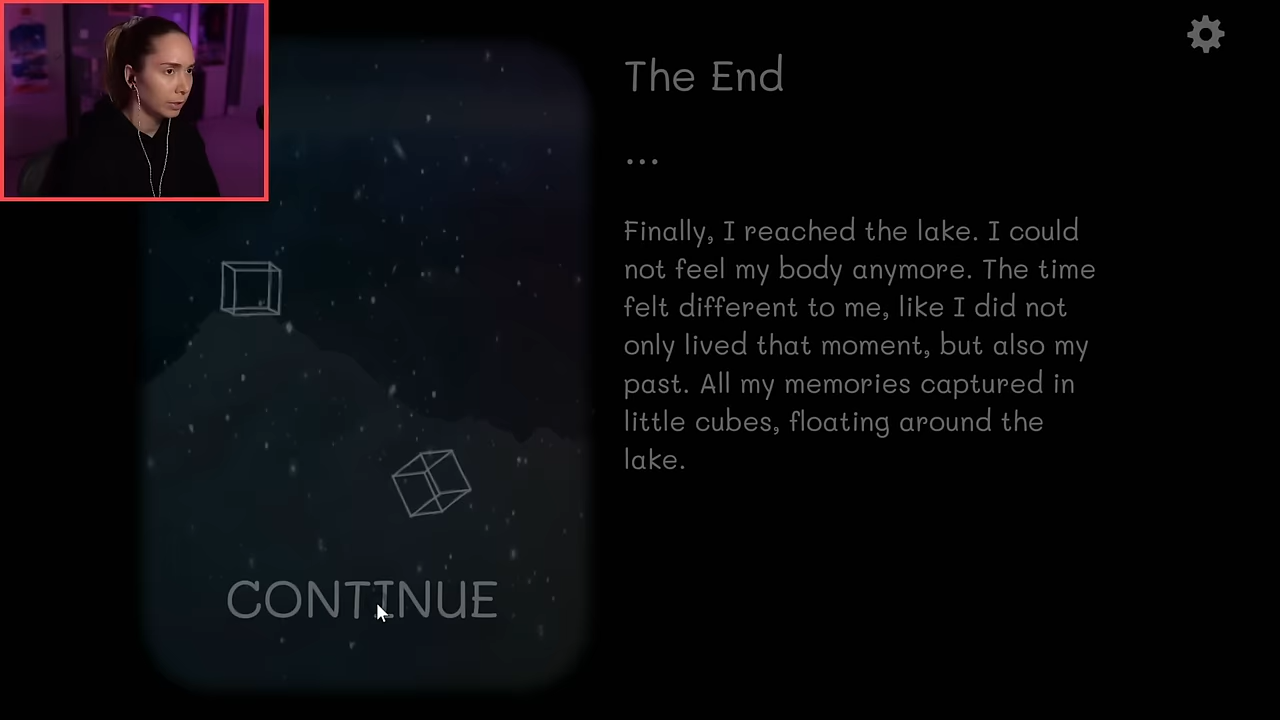 The End
...
Finally, I reached the lake. I could
not feel my body anymore. The time
felt different to me, like I did not
only lived that moment, but also my
past. All my memories captured in
little cubes, floating around the
lake.
CONTINUE